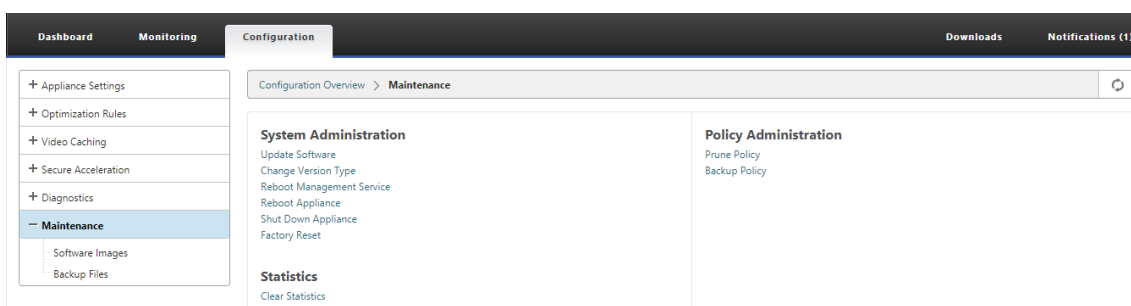 Dashboard Monitoring Configuration Downloads Notifications (1)
+ Appliance Settings
+ Optimization Rules
+ Video Caching
+ Secure Acceleration
+ Diagnostics
− Maintenance
Software Images
Backup Files
Configuration Overview > Maintenance
System Administration
Update Software
Change Version Type
Reboot Management Service
Reboot Appliance
Shut Down Appliance
Factory Reset
Statistics
Clear Statistics
Policy Administration
Prune Policy
Backup Policy